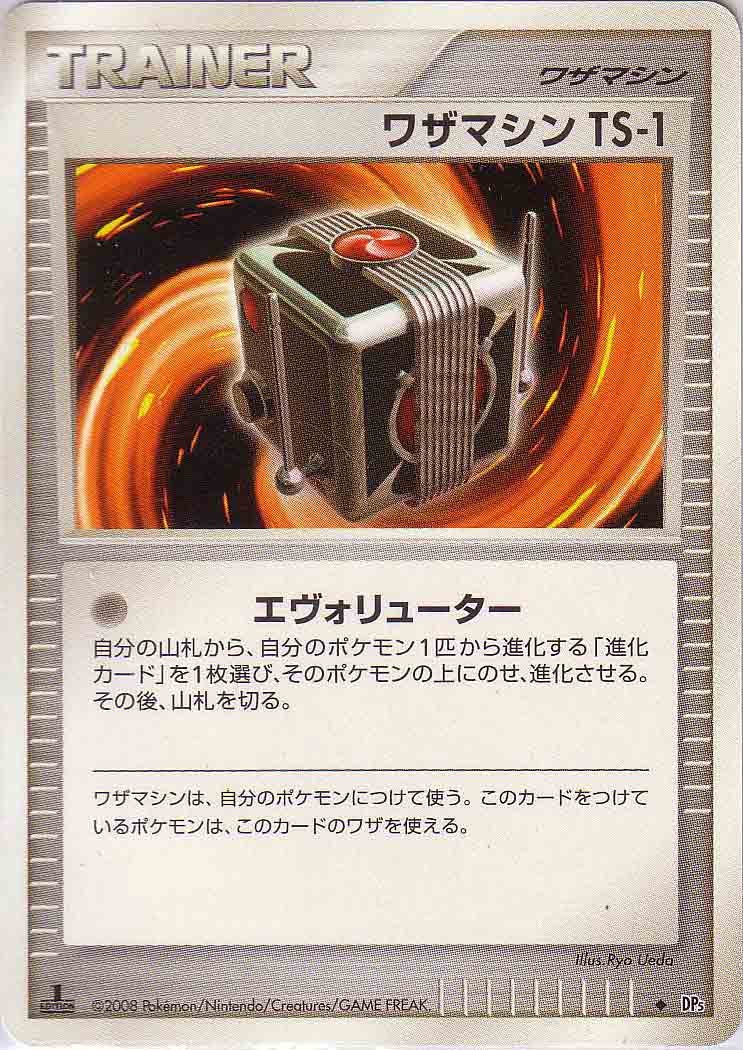 TRAINER
ワザマシン
ワザマシン TS-1
エヴォリューター
自分の山札から、自分のポケモン1匹から進化する「進化
カード」を1枚選び、そのポケモンの上にのせ、進化させる。
その後、山札を切る。
ワザマシンは、自分のポケモンにつけて使う。このカードをつけて
いるポケモンは、このカードのワザを使える。
Illus. Ryo Ueda
1 EDITION ©2008 Pokémon/Nintendo/Creatures/GAME FREAK. ◆ DP5